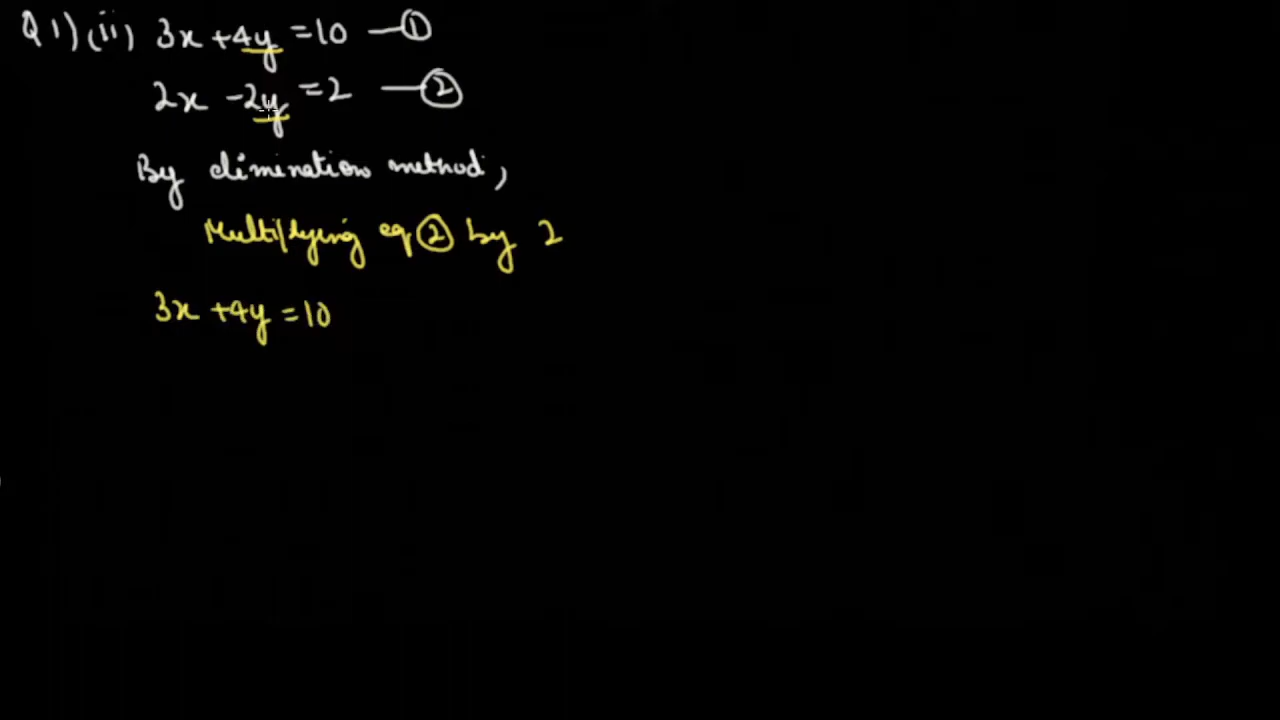 Q1)(ii) 3x + 4y = 10 — ①
2x - 2y = 2 — ②
By elimination method,
Multiplying eq ② by 2
3x + 4y = 10